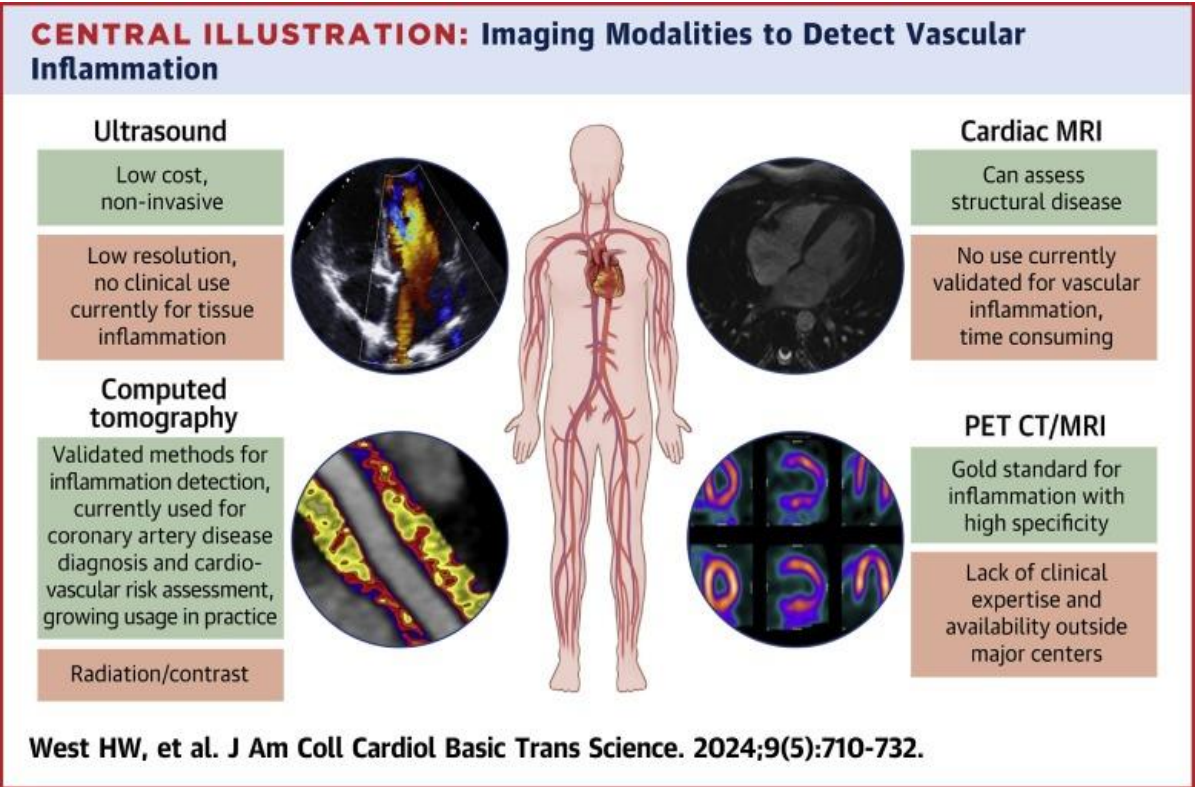 CENTRAL ILLUSTRATION: Imaging Modalities to Detect Vascular
Inflammation
Ultrasound
Low cost,
non-invasive
Low resolution,
no clinical use
currently for tissue
inflammation
Computed
tomography
Validated methods for
inflammation detection,
currently used for
coronary artery disease
diagnosis and cardio-
vascular risk assessment,
growing usage in practice
Radiation/contrast
Cardiac MRI
Can assess
structural disease
No use currently
validated for vascular
inflammation,
time consuming
PET CT/MRI
Gold standard for
inflammation with
high specificity
Lack of clinical
expertise and
availability outside
major centers
West HW, et al. J Am Coll Cardiol Basic Trans Science. 2024;9(5):710-732.